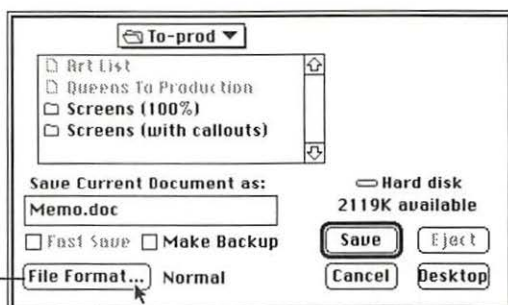 To-prod
Art List
Queens To Production
Screens (100%)
Screens (with callouts)
Save Current Document as:
Hard disk
2119K available
Memo.doc
Fast Save Make Backup
Save Eject
File Format... Normal
Cancel Desktop